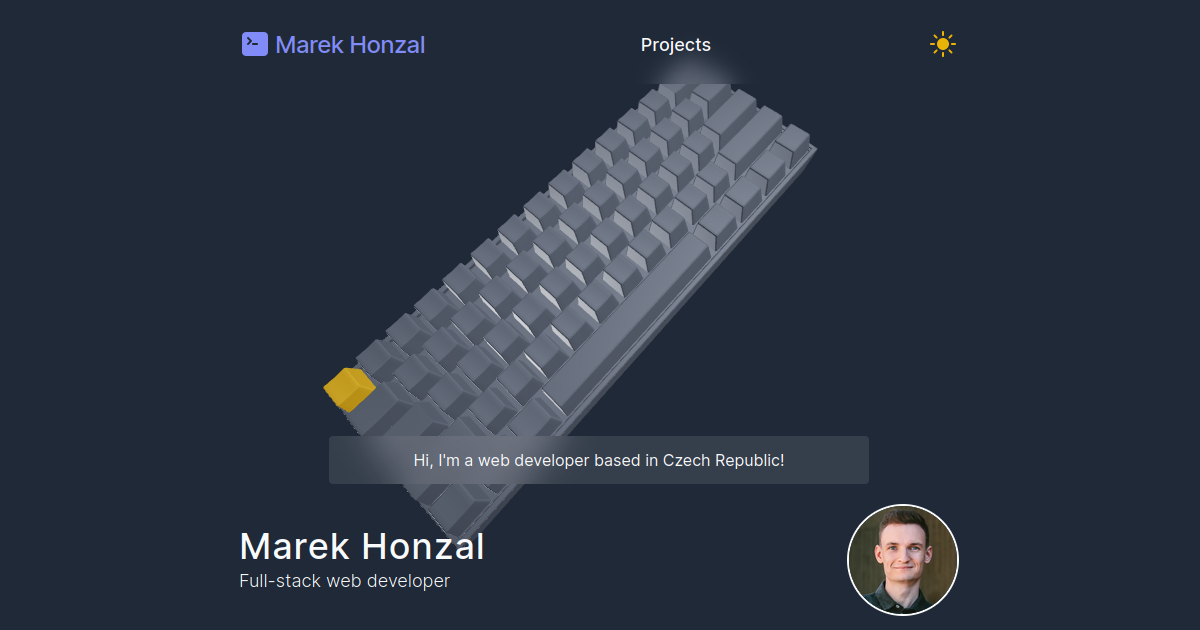 Marek Honzal
Projects
Hi, I'm a web developer based in Czech Republic!
Marek Honzal
Full-stack web developer